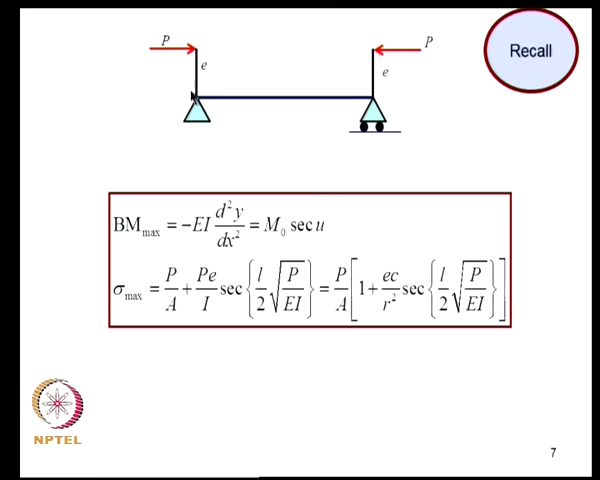 P
P
e
e
Recall
BM_max = -EI d²y/dx² = M_0 sec u
σ_max = P/A + Pe/I sec{l/2 √(P/EI)} = P/A [1 + ec/r² sec{l/2 √(P/EI)}]
NPTEL
7